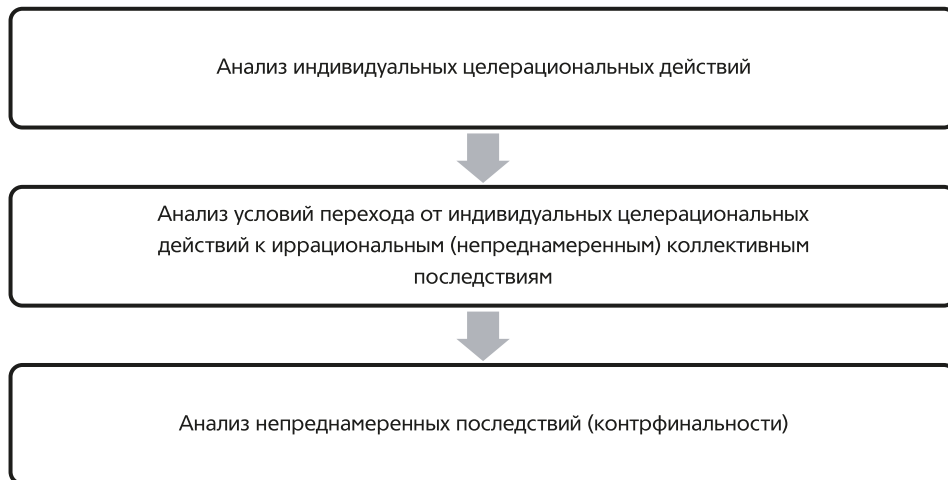 Анализ индивидуальных целерациональных действий
Анализ условий перехода от индивидуальных целерациональных
действий к иррациональным (непреднамеренным) коллективным
последствиям
Анализ непреднамеренных последствий (контрфинальности)